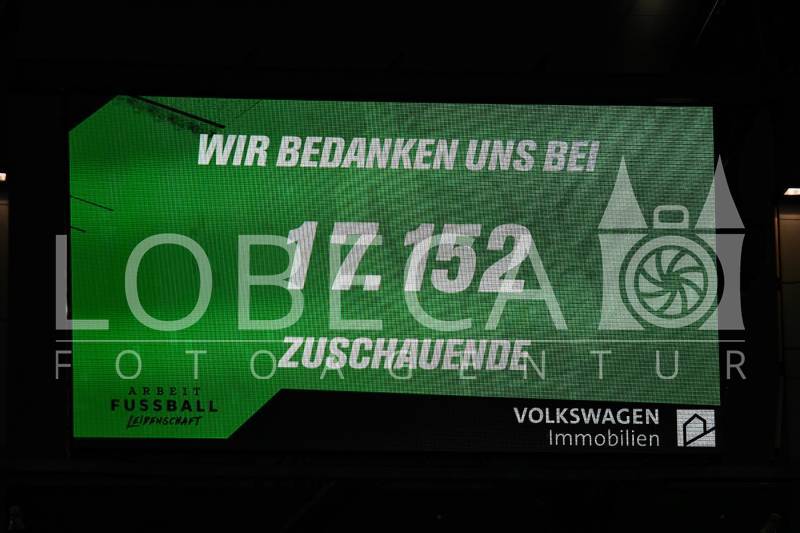 WIR BEDANKEN UNS BEI
17.152
LOBECA
ZUSCHAUENDE
FOTOAGENTUR
ARBEIT
FUSSBALL
LEIDENSCHAFT
VOLKSWAGEN
Immobilien